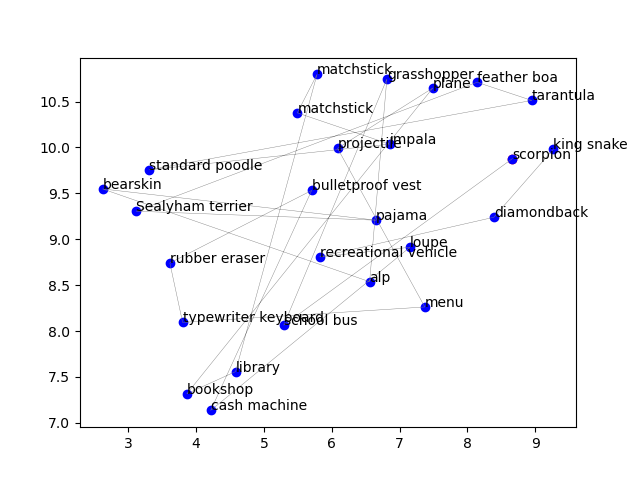 matchstick
grasshopper
plane
feather boa
tarantula
matchstick
projectile
impala
king snake
scorpion
standard poodle
bearskin
bulletproof vest
Sealyham terrier
pajama
diamondback
loupe
recreational vehicle
rubber eraser
alp
menu
typewriter keyboard
school bus
library
bookshop
cash machine
10.5
10.0
9.5
9.0
8.5
8.0
7.5
7.0
3 4 5 6 7 8 9